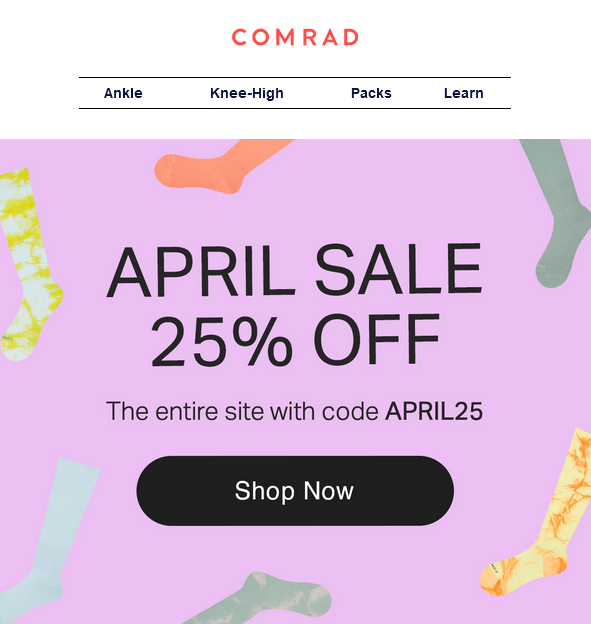 COMRAD
Ankle Knee-High Packs Learn
APRIL SALE
25% OFF
The entire site with code APRIL25
Shop Now